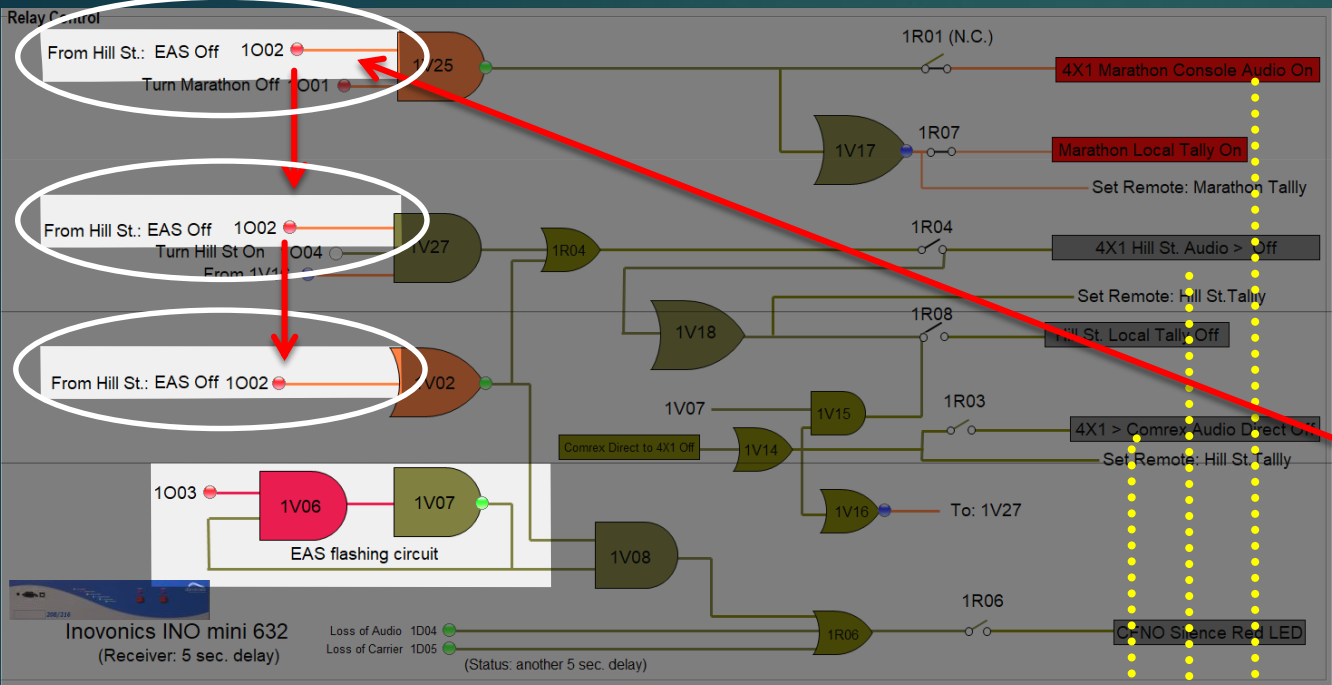 Relay Control
From Hill St.: EAS Off 1O02
1V25
Turn Marathon Off 1O01
1R01 (N.C.)
4X1 Marathon Console Audio On
1V17
1R07
Marathon Local Tally On
Set Remote: Marathon Tallly
From Hill St.: EAS Off 1O02
1V27
Turn Hill St On 1O04
From 1V16
1R04
1R04
4X1 Hill St. Audio > Off
Set Remote: Hill St.Tally
1V18
1R08
Hill St. Local Tally Off
From Hill St.: EAS Off 1O02
1V02
1V07
1V15
1R03
4X1 > Comrex Audio Direct Off
Comrex Direct to 4X1 Off
1V14
Set Remote: Hill St.Tallly
1O03
1V06
1V07
EAS flashing circuit
1V16
To: 1V27
1V08
1R06
Inovonics INO mini 632
(Receiver: 5 sec. delay)
Loss of Audio 1D04
Loss of Carrier 1D05
(Status: another 5 sec. delay)
1R06
CFNO Silence Red LED